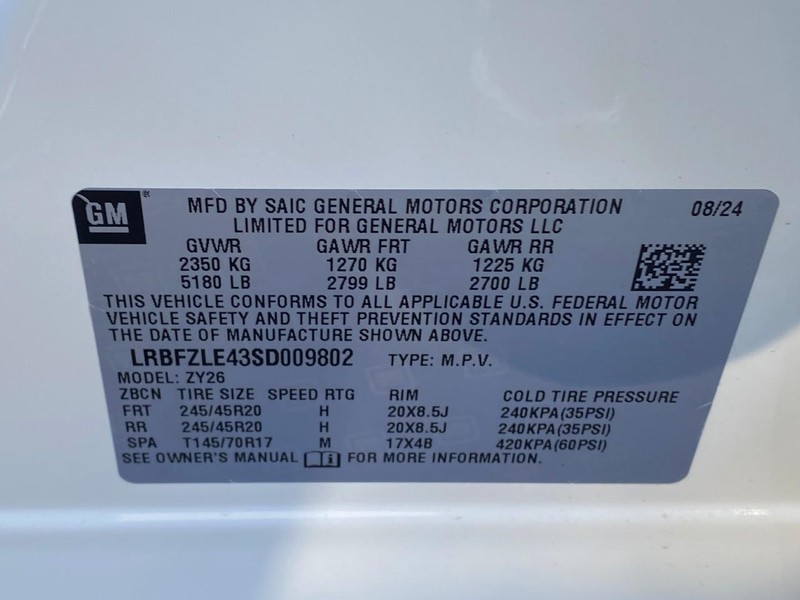 GM ® MFD BY SAIC GENERAL MOTORS CORPORATION 08/24
LIMITED FOR GENERAL MOTORS LLC
GVWR GAWR FRT GAWR RR
2350 KG 1270 KG 1225 KG
5180 LB 2799 LB 2700 LB
THIS VEHICLE CONFORMS TO ALL APPLICABLE U.S. FEDERAL MOTOR
VEHICLE SAFETY AND THEFT PREVENTION STANDARDS IN EFFECT ON
THE DATE OF MANUFACTURE SHOWN ABOVE.
LRBFZLE43SD009802 TYPE: M.P.V.
MODEL: ZY26
ZBCN TIRE SIZE SPEED RTG RIM COLD TIRE PRESSURE
FRT 245/45R20 H 20X8.5J 240KPA(35PSI)
RR 245/45R20 H 20X8.5J 240KPA(35PSI)
SPA T145/70R17 M 17X4B 420KPA(60PSI)
SEE OWNER'S MANUAL i FOR MORE INFORMATION.